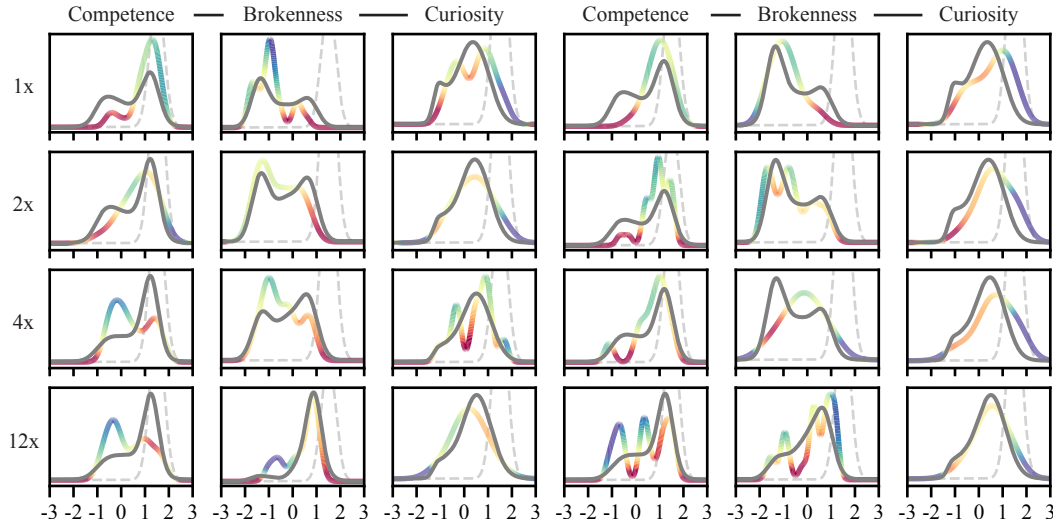 Competence — Brokenness — Curiosity Competence — Brokenness — Curiosity
1x
2x
4x
12x
-3 -2 -1 0 1 2 3 -3 -2 -1 0 1 2 3 -3 -2 -1 0 1 2 3 -3 -2 -1 0 1 2 3 -3 -2 -1 0 1 2 3 -3 -2 -1 0 1 2 3